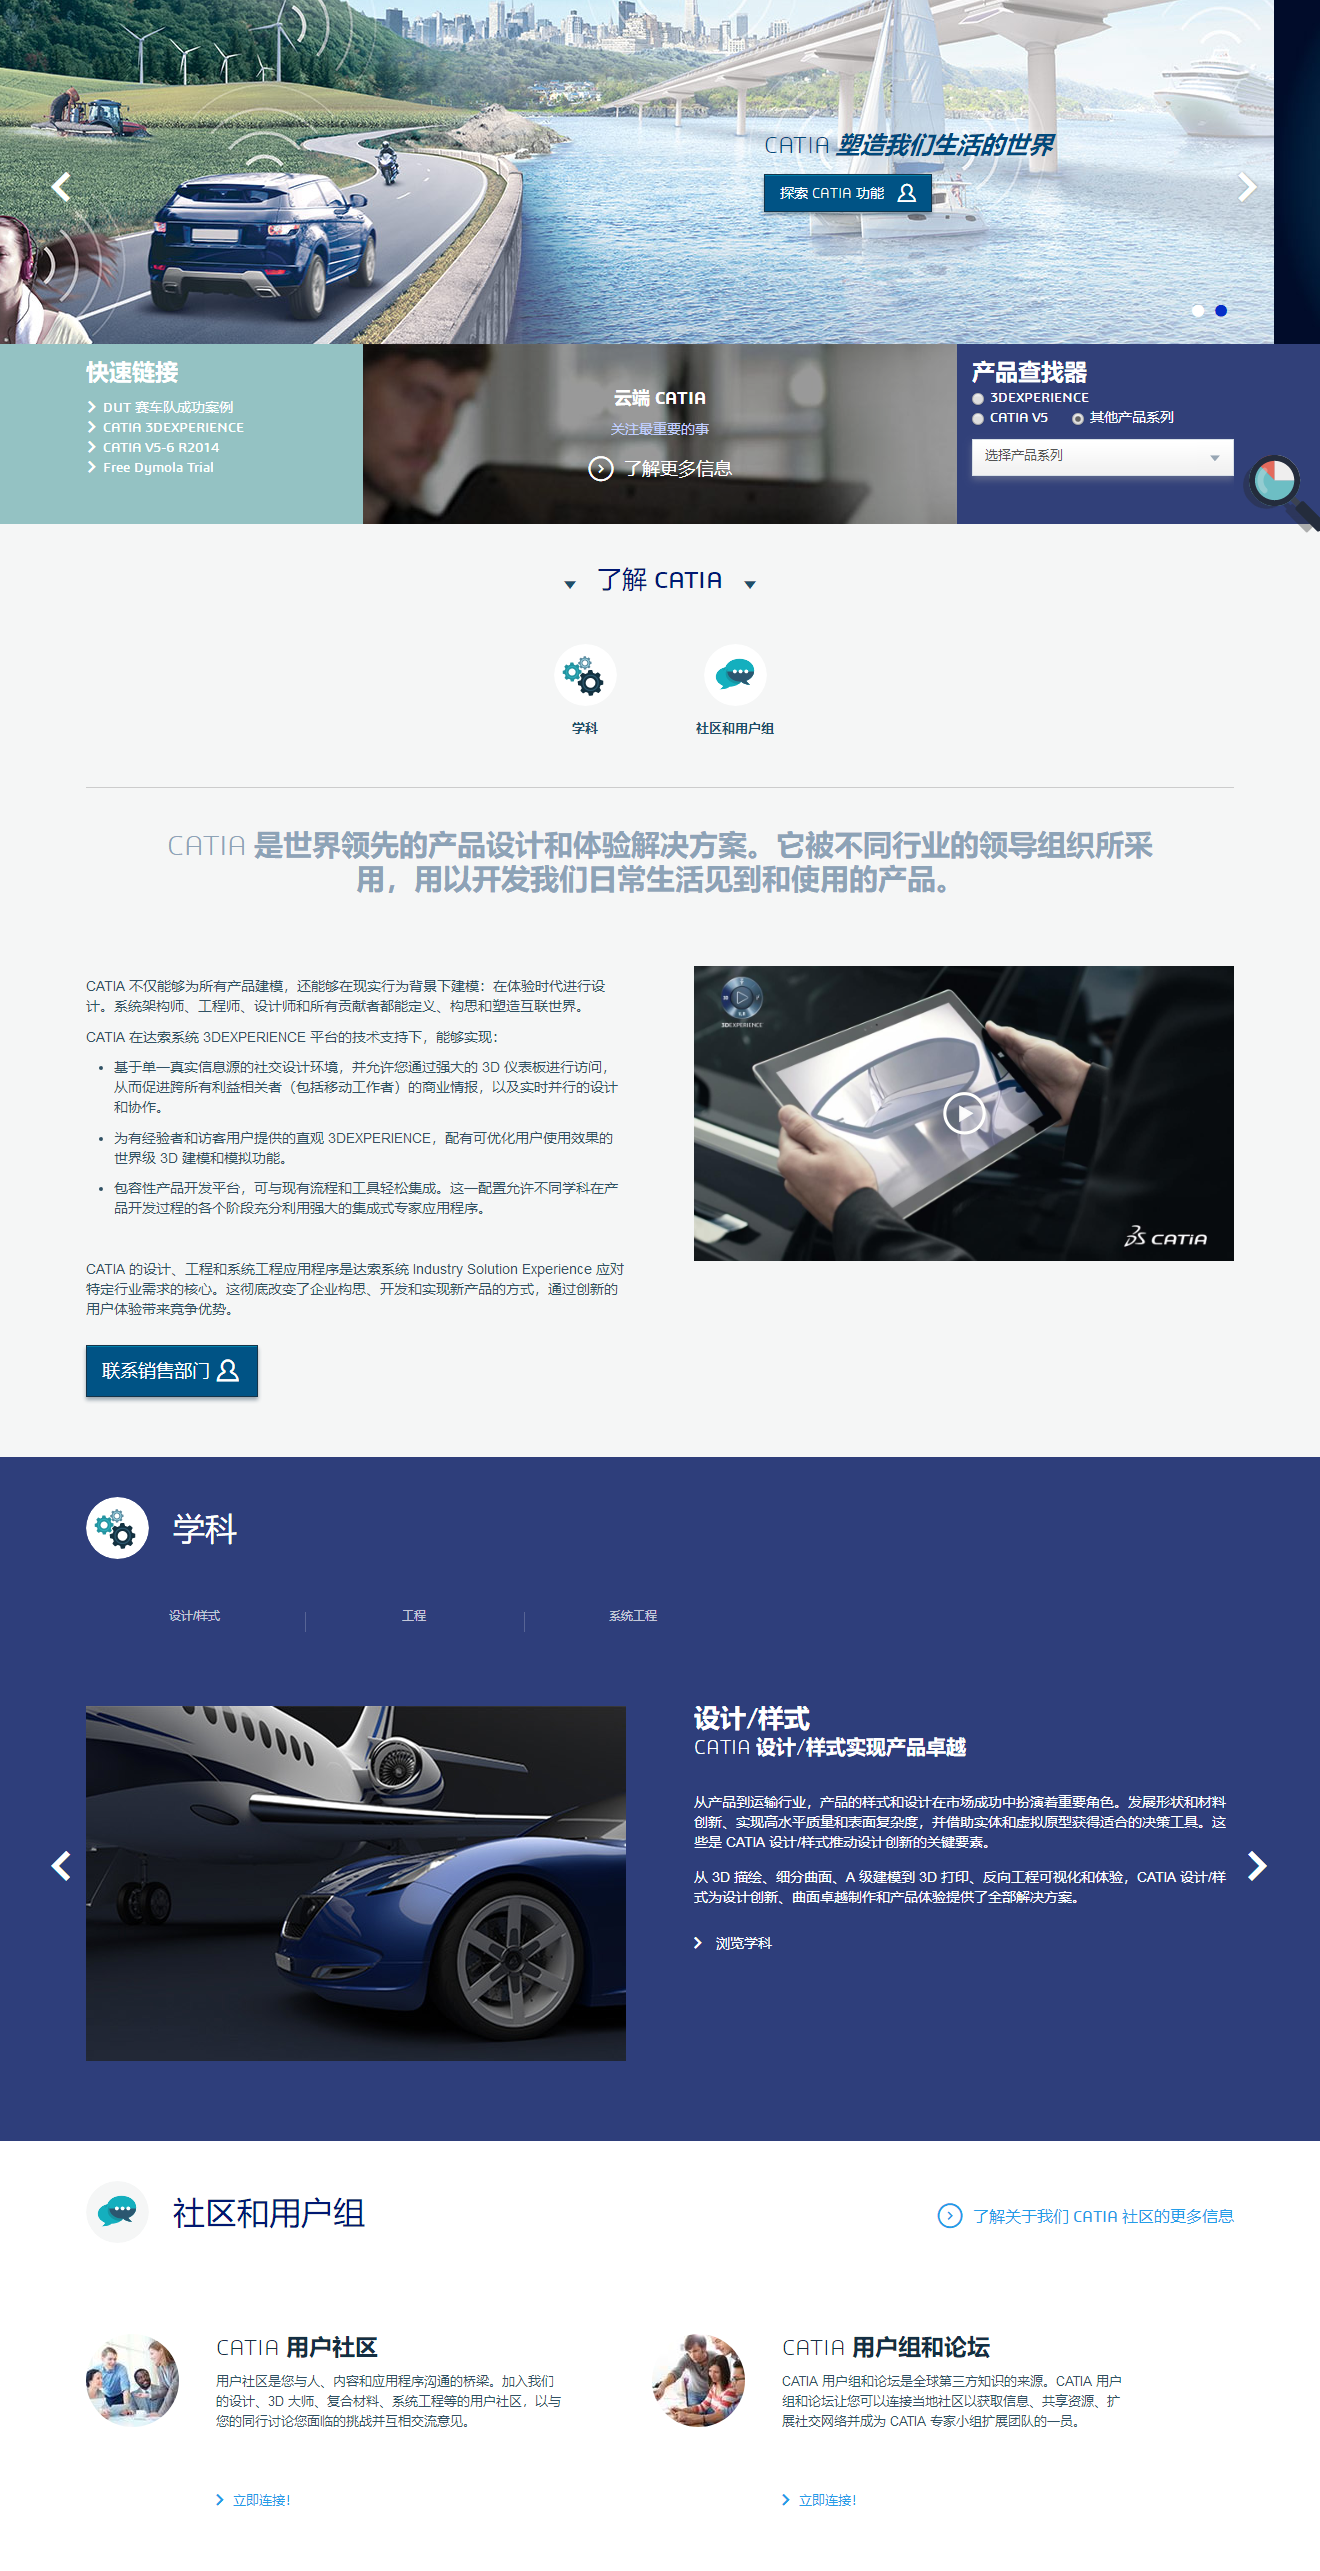 CATIA 塑造我们生活的世界
探索 CATIA 功能
快速链接
DUT 赛车队成功案例
CATIA 3DEXPERIENCE
CATIA V5-6 R2014
Free Dymola Trial
云端 CATIA
关注最重要的事
了解更多信息
产品查找器
3DEXPERIENCE
CATIA V5 其他产品系列
选择产品系列
了解 CATIA
学科
社区和用户组
CATIA 是世界领先的产品设计和体验解决方案。它被不同行业的领导组织所采
用，用以开发我们日常生活见到和使用的产品。
CATIA 不仅能够为所有产品建模，还能够在现实行为背景下建模：在体验时代进行设
计。系统架构师、工程师、设计师和所有贡献者都能定义、构思和塑造互联世界。
CATIA 在达索系统 3DEXPERIENCE 平台的技术支持下，能够实现：
• 基于单一真实信息源的社交设计环境，并允许您通过强大的 3D 仪表板进行访问，
从而促进跨所有利益相关者（包括移动工作者）的商业情报，以及实时并行的设计
和协作。
• 为有经验者和访客用户提供的直观 3DEXPERIENCE，配有可优化用户使用效果的
世界级 3D 建模和模拟功能。
• 包容性产品开发平台，可与现有流程和工具轻松集成。这一配置允许不同学科在产
品开发过程的各个阶段充分利用强大的集成式专家应用程序。
CATIA 的设计、工程和系统工程应用程序是达索系统 Industry Solution Experience 应对
特定行业需求的核心。这彻底改变了企业构思、开发和实现新产品的方式，通过创新的
用户体验带来竞争优势。
联系销售部门
3DEXPERIENCE
CATIA
学科
设计/样式
工程
系统工程
设计/样式
CATIA 设计/样式实现产品卓越
从产品到运输行业，产品的样式和设计在市场成功中扮演着重要角色。发展形状和材料
创新、实现高水平质量和表面复杂度，并借助实体和虚拟原型获得适合的决策工具。这
些是 CATIA 设计/样式推动设计创新的关键要素。
从 3D 描绘、细分曲面、A 级建模到 3D 打印、反向工程可视化和体验，CATIA 设计/样
式为设计创新、曲面卓越制作和产品体验提供了全部解决方案。
浏览学科
社区和用户组
了解关于我们 CATIA 社区的更多信息
CATIA 用户社区
用户社区是您与人、内容和应用程序沟通的桥梁。加入我们
的设计、3D 大师、复合材料、系统工程等的用户社区，以与
您的同行讨论您面临的挑战并互相交流意见。
立即连接!
CATIA 用户组和论坛
CATIA 用户组和论坛是全球第三方知识的来源。CATIA 用户
组和论坛让您可以连接当地社区以获取信息、共享资源、扩
展社交网络并成为 CATIA 专家小组扩展团队的一员。
立即连接!